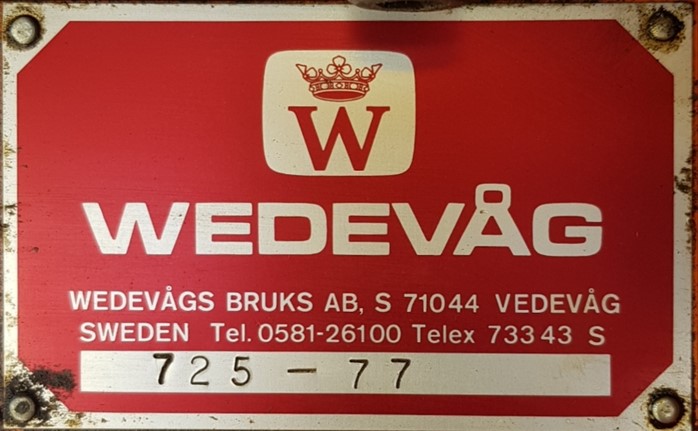 W
WEDEVÅG
WEDEVÅGS BRUKS AB, S 71044 VEDEVÅG
SWEDEN Tel. 0581-26100 Telex 733 43 S
725-77